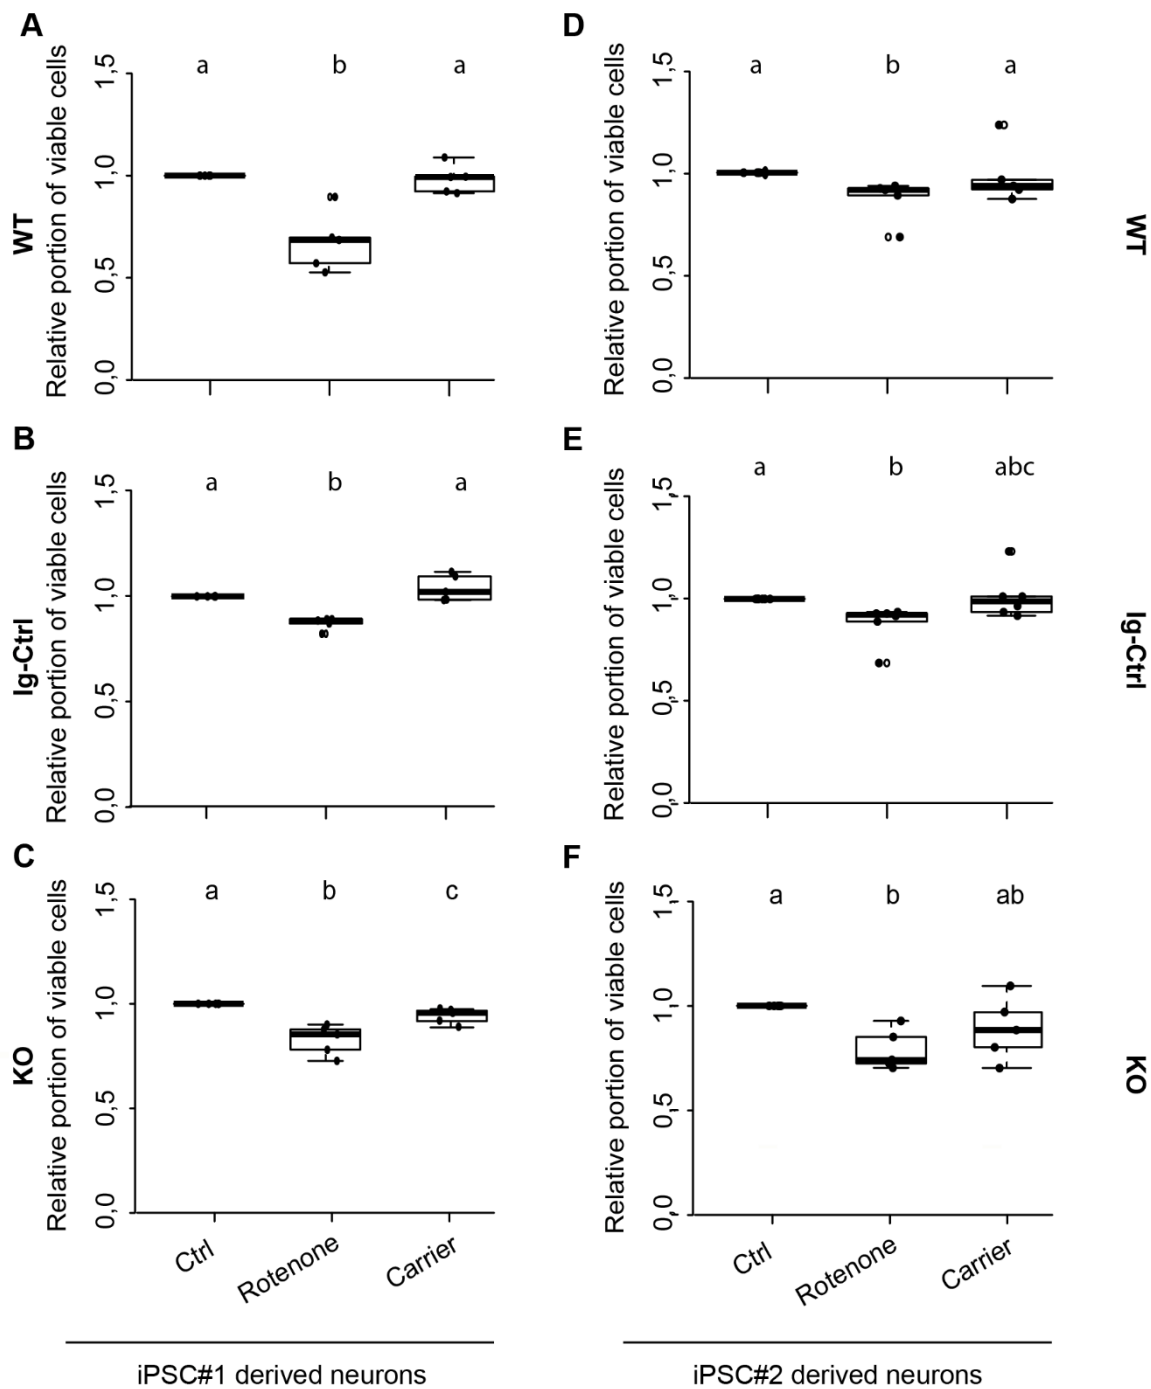 A
Relative portion of viable cells
WT
1,5
1,0
0,5
0,0
a b a
D
Relative portion of viable cells
1,5
1,0
0,5
0,0
a b a
WT
B
Relative portion of viable cells
Ig-Ctrl
1,5
1,0
0,5
0,0
a b a
E
Relative portion of viable cells
1,5
1,0
0,5
0,0
a b abc
Ig-Ctrl
C
Relative portion of viable cells
KO
1,5
1,0
0,5
0,0
a b c
Ctrl
Rotenone
Carrier
iPSC#1 derived neurons
F
Relative portion of viable cells
1,5
1,0
0,5
0,0
a b ab
KO
Ctrl
Rotenone
Carrier
iPSC#2 derived neurons